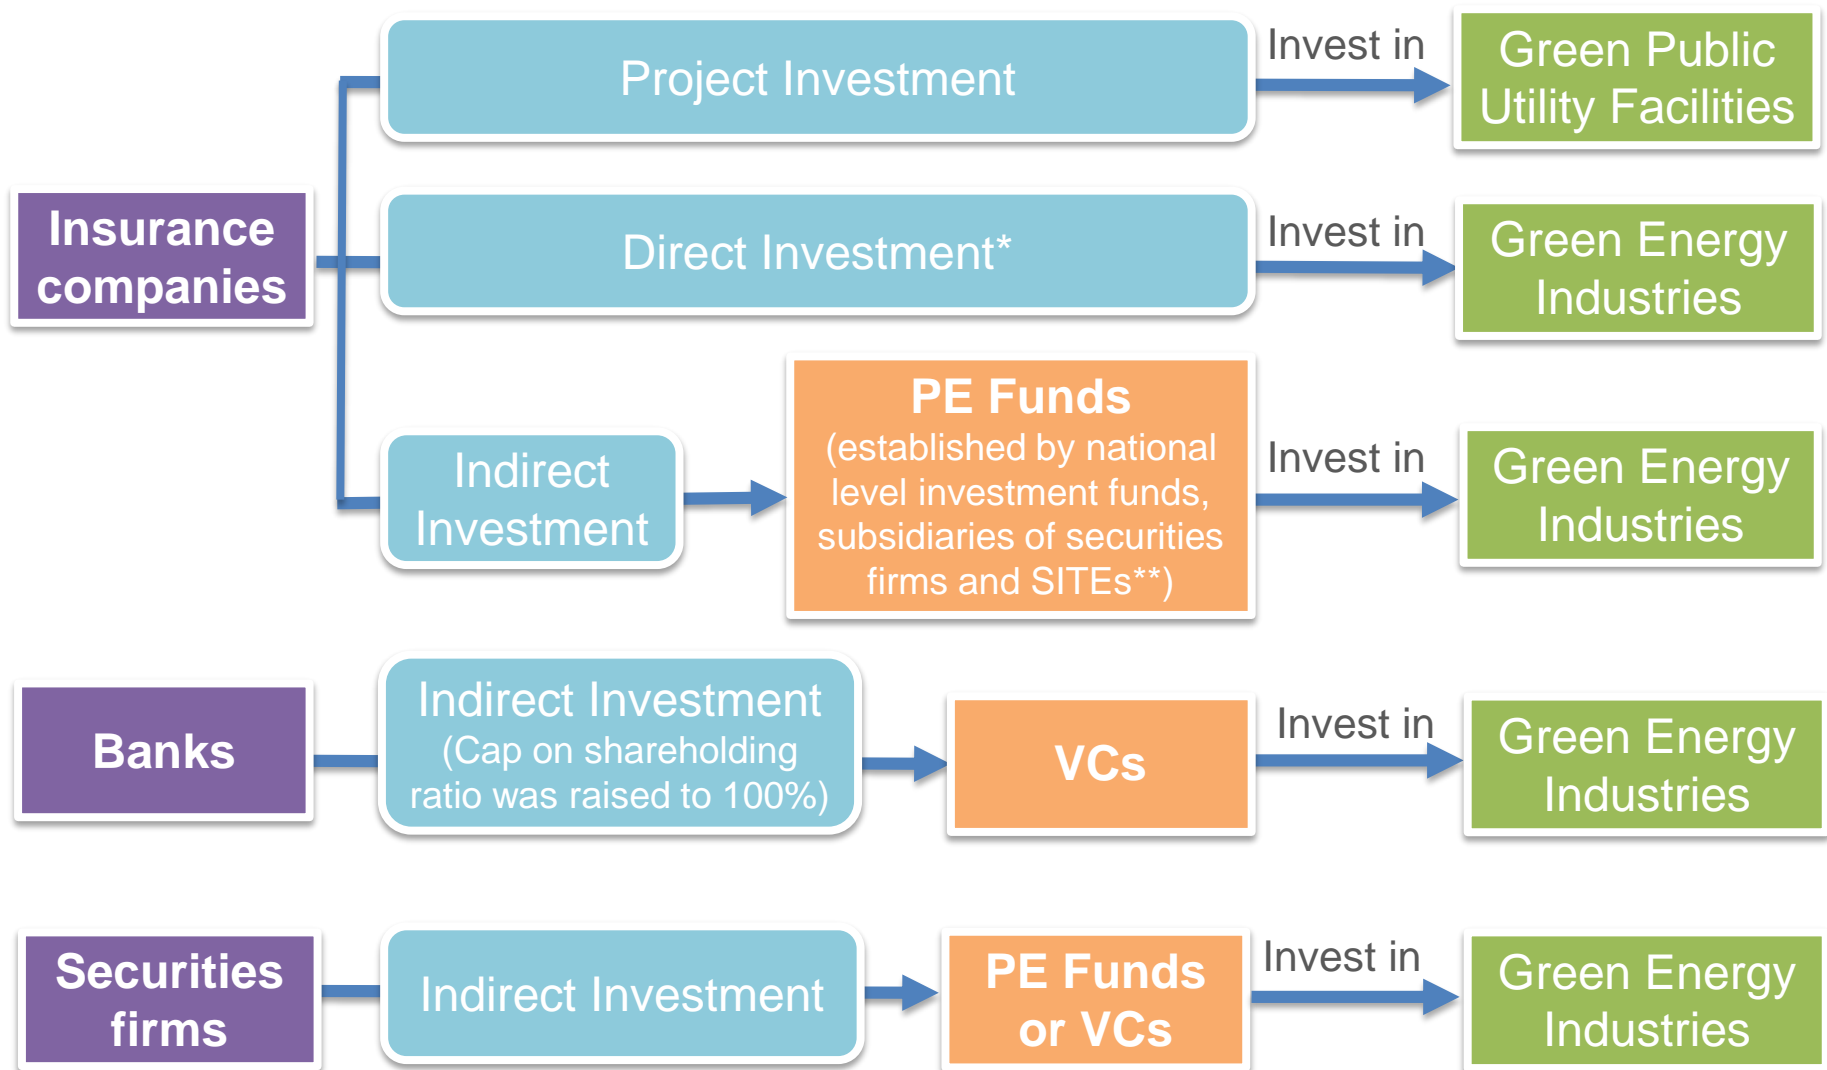 Project Investment
Invest in
Green Public
Utility Facilities
Insurance
companies
Direct Investment*
Invest in
Green Energy
Industries
Indirect
Investment
PE Funds
(established by national
level investment funds,
subsidiaries of securities
firms and SITEs**)
Invest in
Green Energy
Industries
Banks
Indirect Investment
(Cap on shareholding
ratio was raised to 100%)
VCs
Invest in
Green Energy
Industries
Securities
firms
Indirect Investment
PE Funds
or VCs
Invest in
Green Energy
Industries